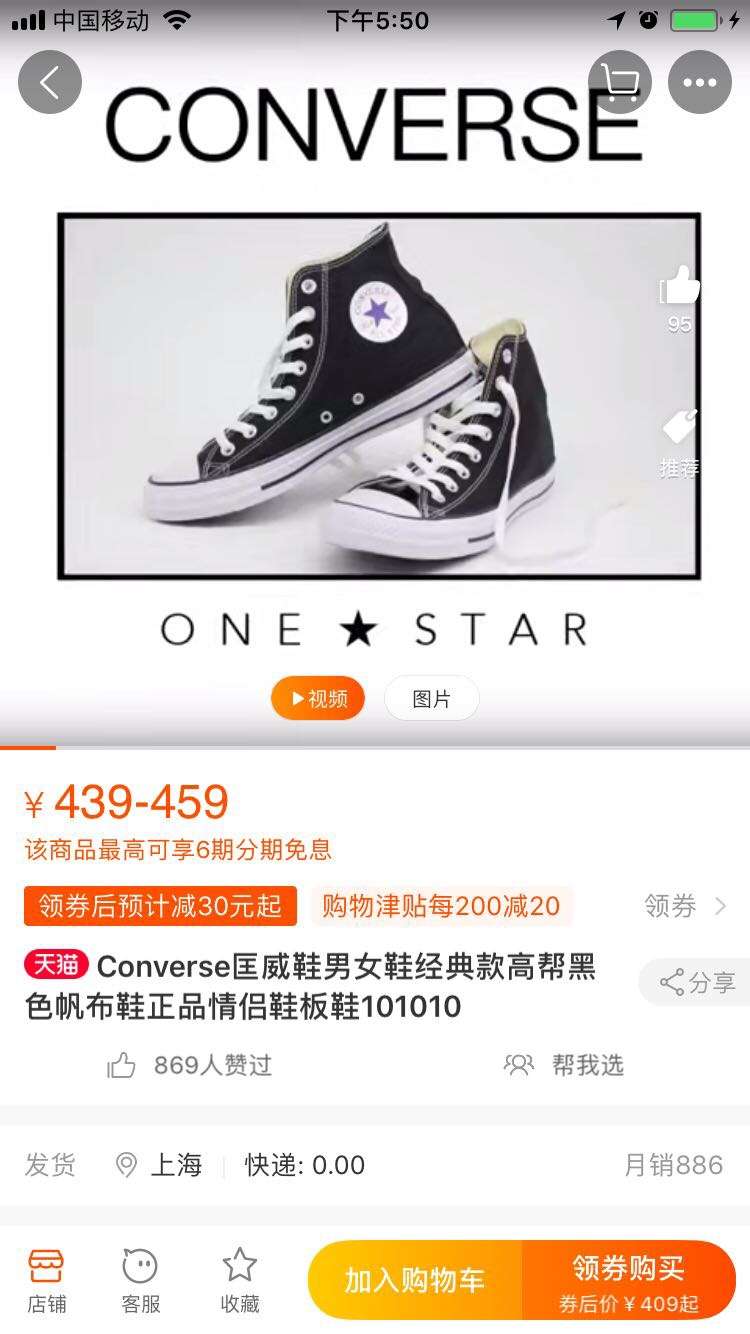 中国移动
下午5:50
CONVERSE
CONVERSE
95
推荐
ONE ★ STAR
视频
图片
¥ 439-459
该商品最高可享6期分期免息
领券后预计减30元起
购物津贴每200减20
领券
天猫 Converse匡威鞋男女鞋经典款高帮黑
色帆布鞋正品情侣鞋板鞋101010
分享
869人赞过
帮我选
发货
上海
快递: 0.00
月销886
店铺
客服
收藏
加入购物车
领券购买
券后价¥409起